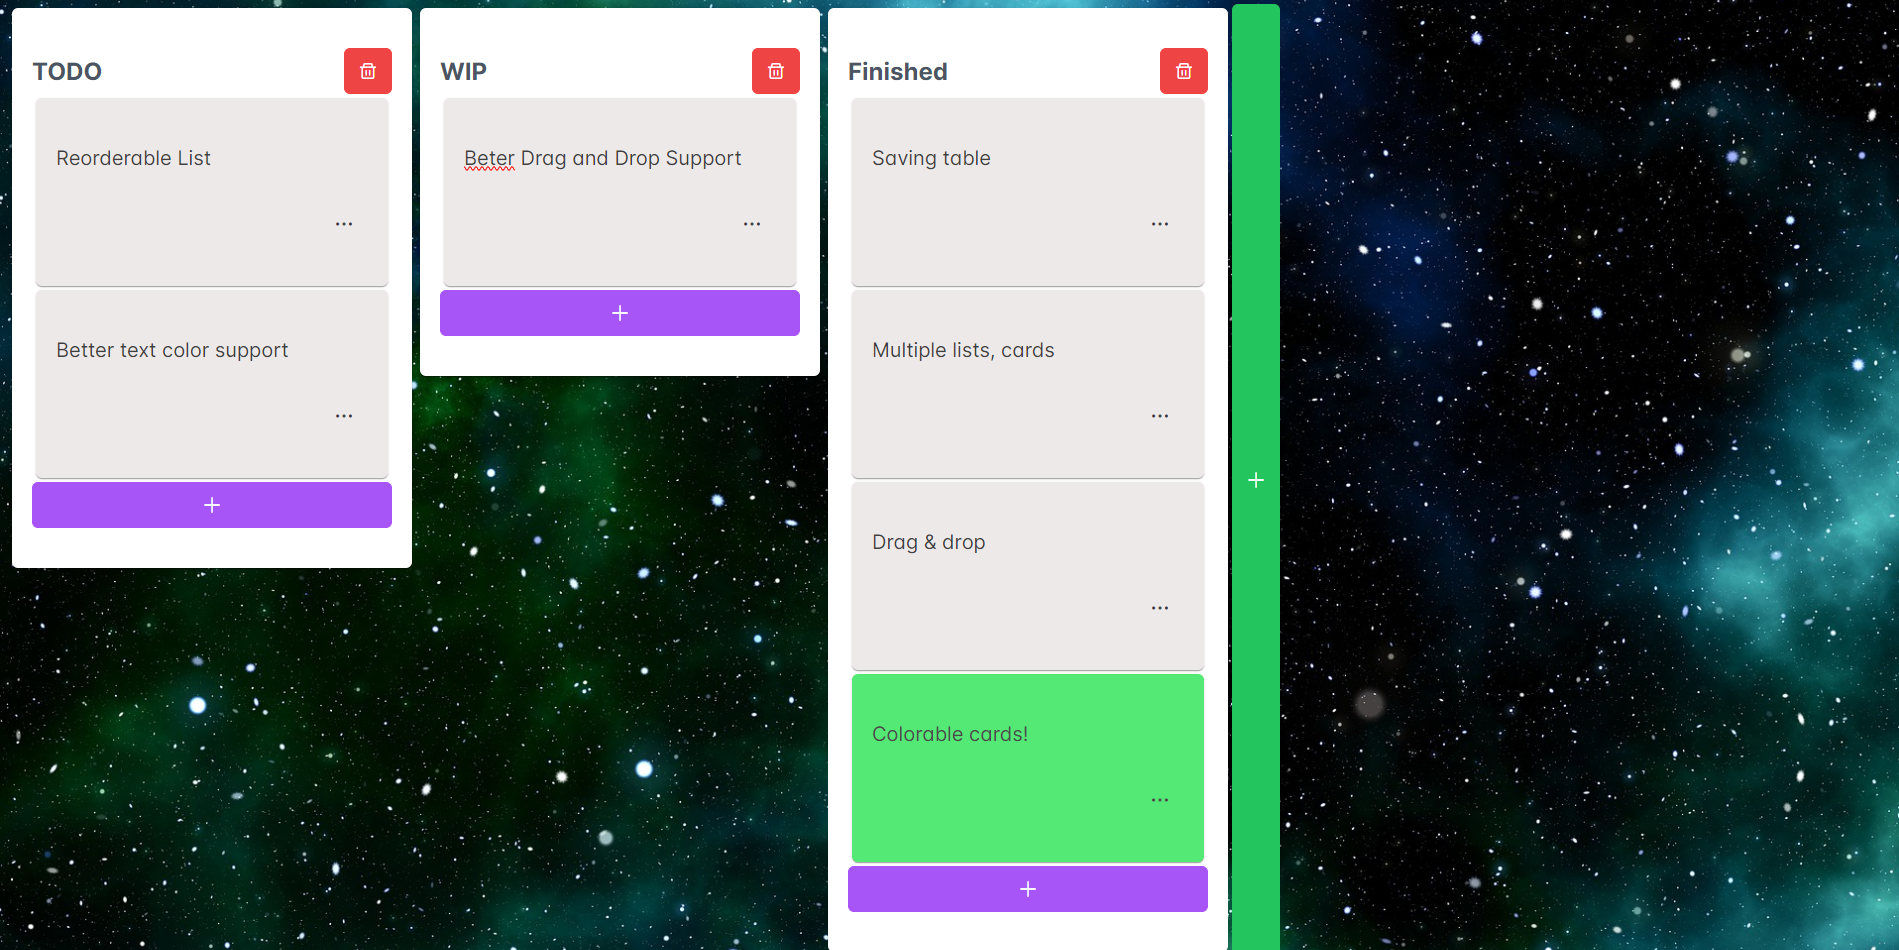 TODO
Reorderable List
...
Better text color support
...
+
WIP
Beter Drag and Drop Support
...
+
Finished
Saving table
...
Multiple lists, cards
...
Drag & drop
...
Colorable cards!
...
+
+